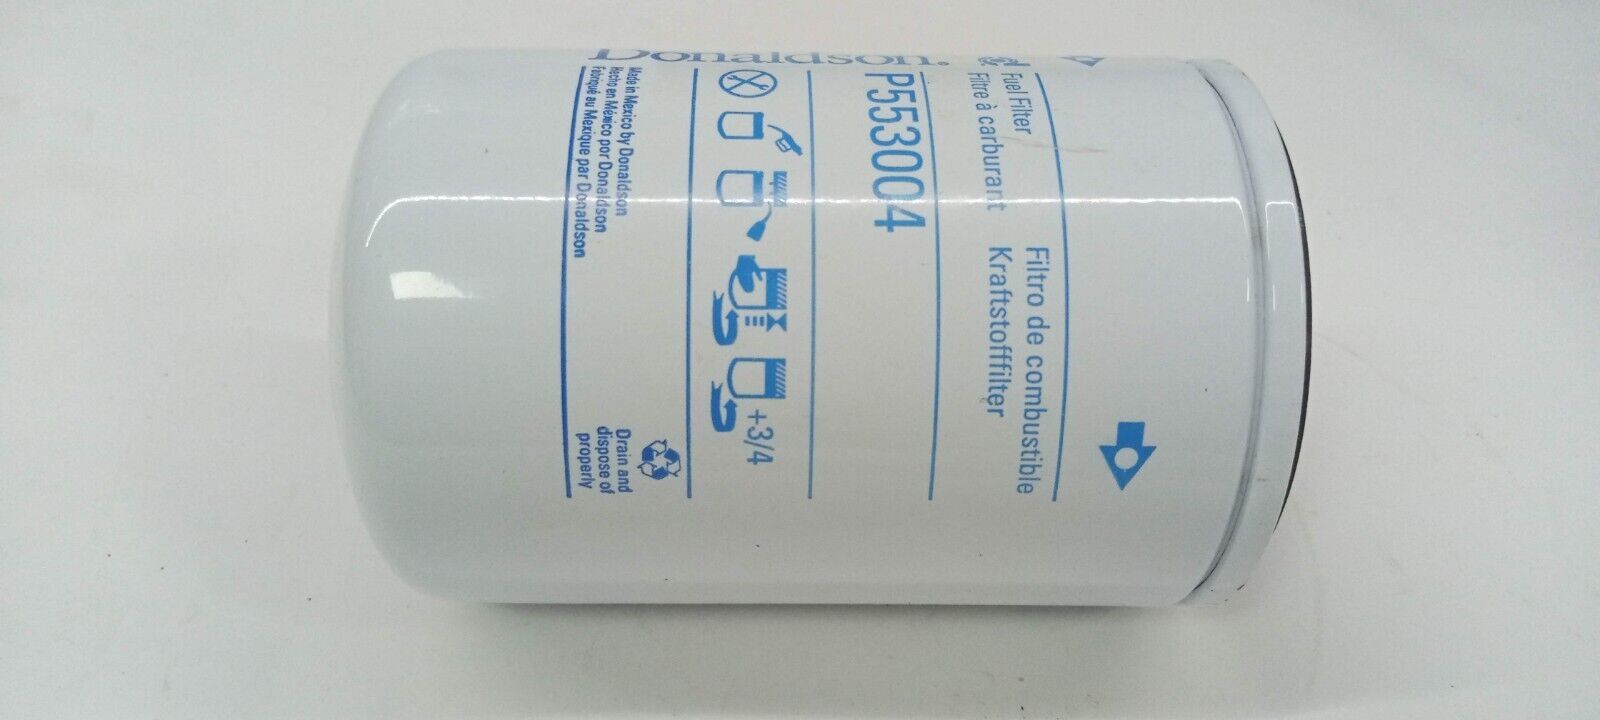 Donaldson.
Fuel Filter
Filtre à carburant
Filtro de combustible
Kraftstofffilter
P553004
+3/4
Made in Mexico by Donaldson
Hecho en México por Donaldson
Fabriqué au Mexique par Donaldson
Drain and
dispose of
properly